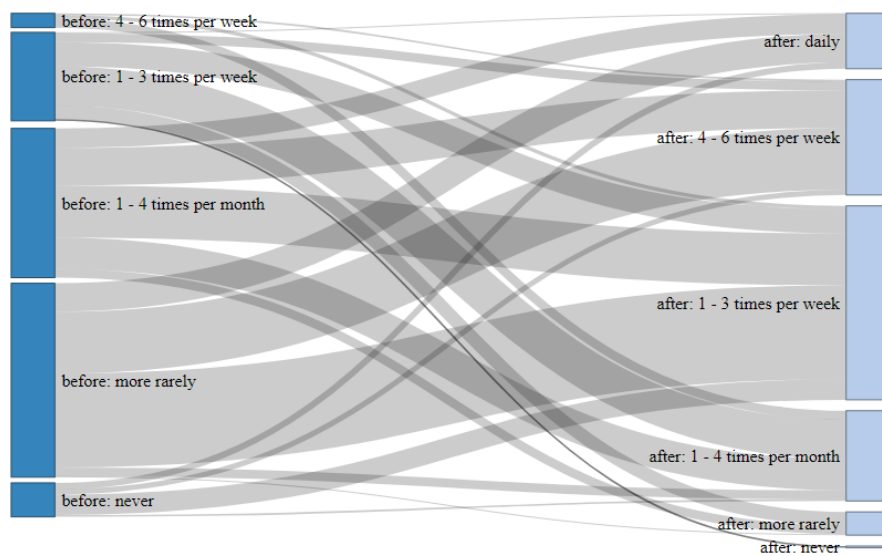 before: 4 - 6 times per week
before: 1 - 3 times per week
before: 1 - 4 times per month
before: more rarely
before: never
after: daily
after: 4 - 6 times per week
after: 1 - 3 times per week
after: 1 - 4 times per month
after: more rarely
after: never